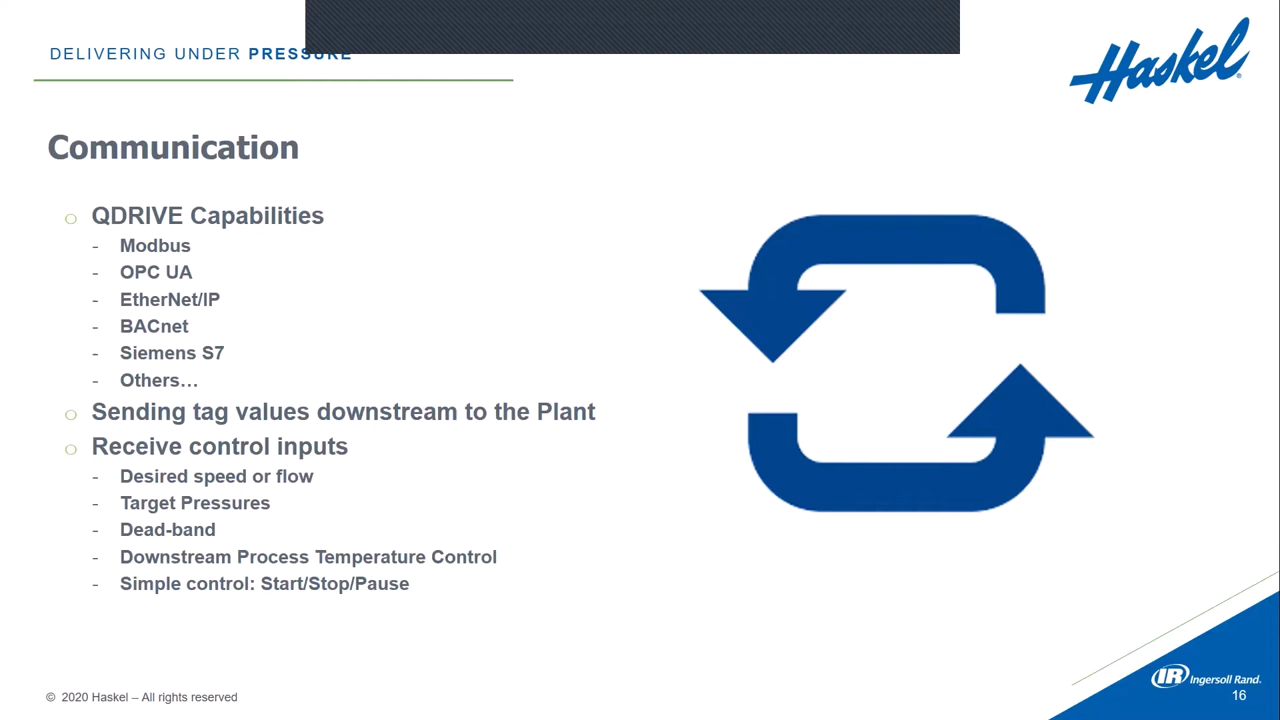 DELIVERING UNDER PRESSURE
Haskel
Communication
QDRIVE Capabilities
- Modbus
- OPC UA
- EtherNet/IP
- BACnet
- Siemens S7
- Others…
Sending tag values downstream to the Plant
Receive control inputs
- Desired speed or flow
- Target Pressures
- Dead-band
- Downstream Process Temperature Control
- Simple control: Start/Stop/Pause
© 2020 Haskel – All rights reserved
IR Ingersoll Rand.
16